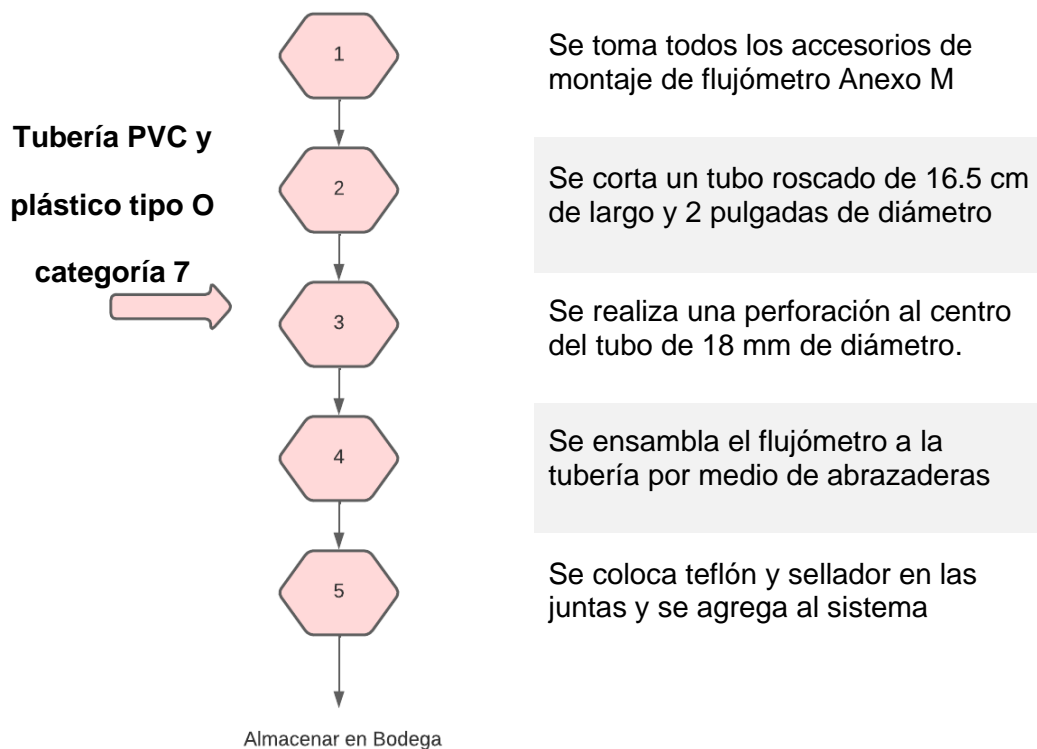 1
Se toma todos los accesorios de
montaje de flujómetro Anexo M
Tubería PVC y
plástico tipo O
categoría 7
2
Se corta un tubo roscado de 16.5 cm
de largo y 2 pulgadas de diámetro
3
Se realiza una perforación al centro
del tubo de 18 mm de diámetro.
4
Se ensambla el flujómetro a la
tubería por medio de abrazaderas
5
Se coloca teflón y sellador en las
juntas y se agrega al sistema
Almacenar en Bodega